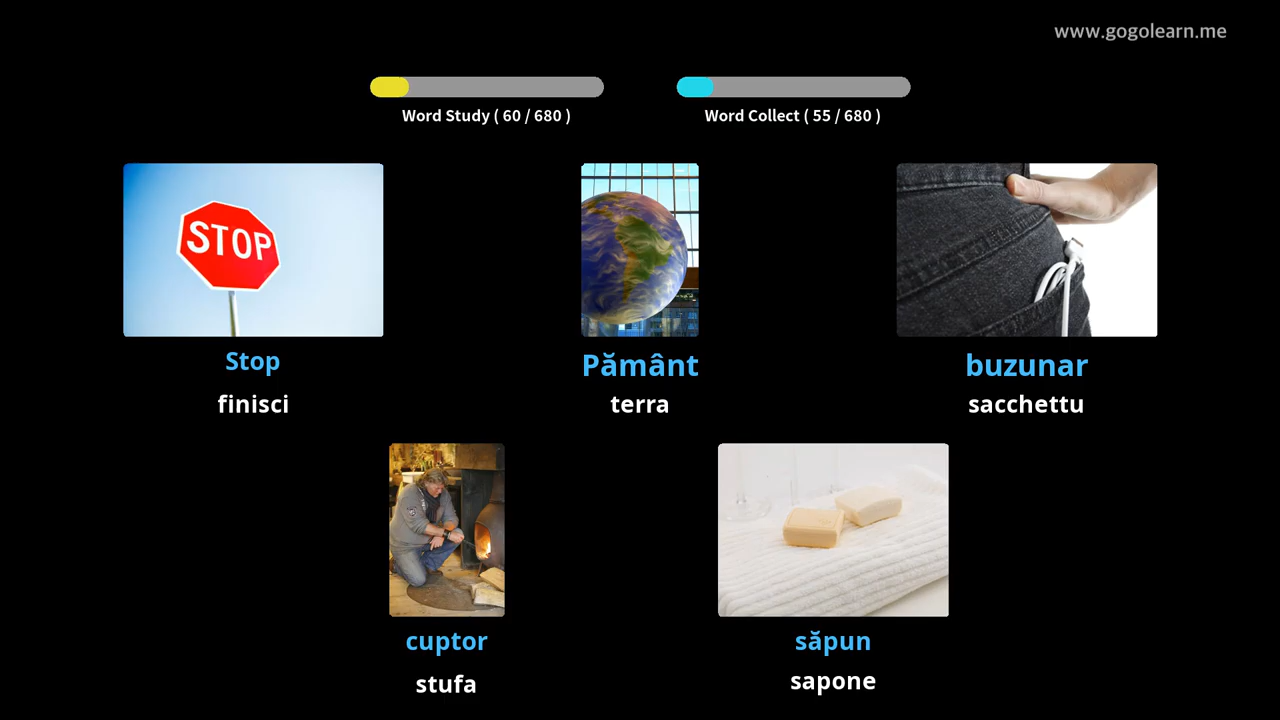 www.gogolearn.me
Word Study ( 60 / 680 )
Word Collect ( 55 / 680 )
STOP
Stop
finisci
Pământ
terra
buzunar
sacchettu
cuptor
stufa
săpun
sapone